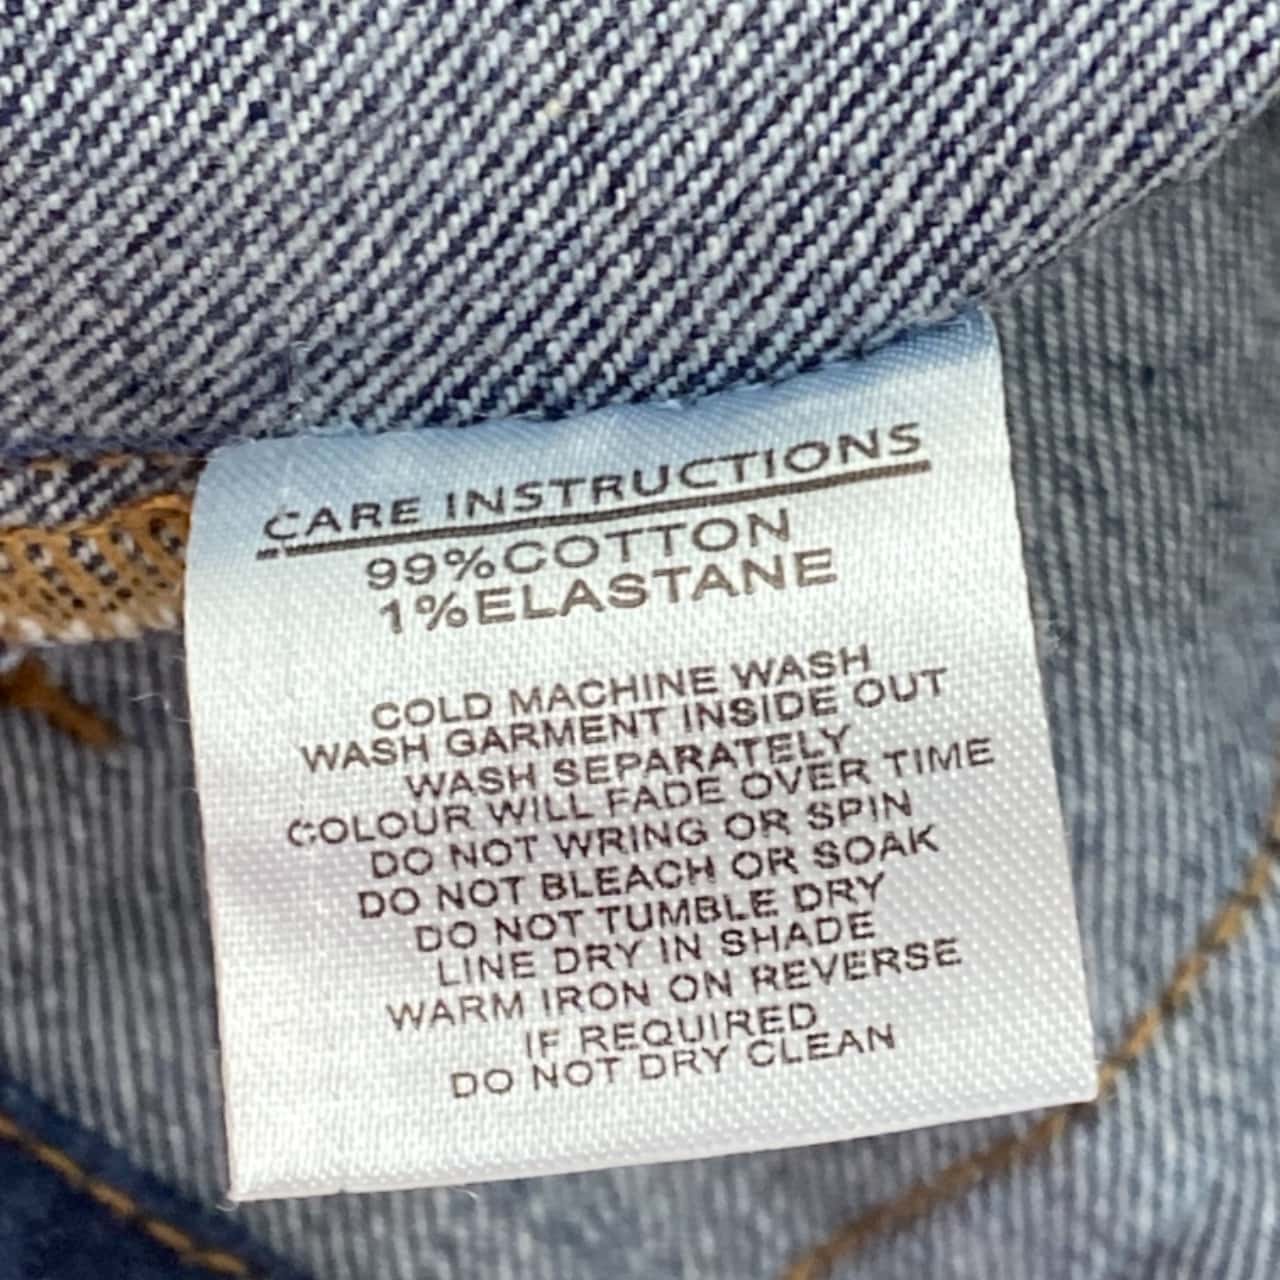 CARE INSTRUCTIONS
99%COTTON
1%ELASTANE
COLD MACHINE WASH
WASH GARMENT INSIDE OUT
WASH SEPARATELY
COLOUR WILL FADE OVER TIME
DO NOT WRING OR SPIN
DO NOT BLEACH OR SOAK
DO NOT TUMBLE DRY
LINE DRY IN SHADE
WARM IRON ON REVERSE
IF REQUIRED
DO NOT DRY CLEAN